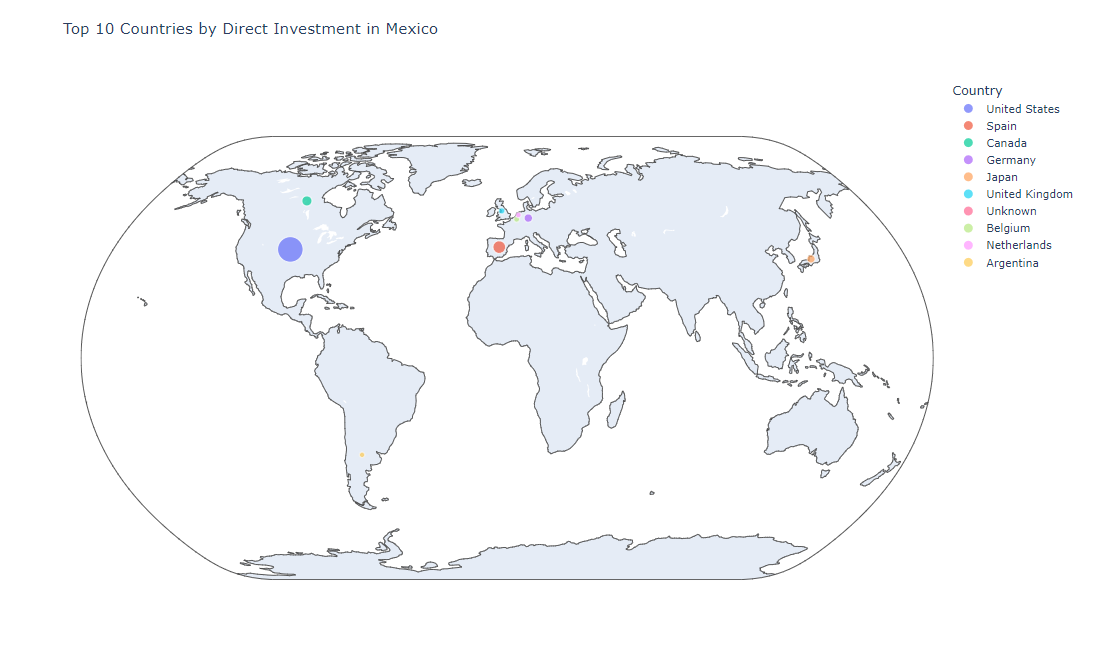 Top 10 Countries by Direct Investment in Mexico
Country
United States
Spain
Canada
Germany
Japan
United Kingdom
Unknown
Belgium
Netherlands
Argentina